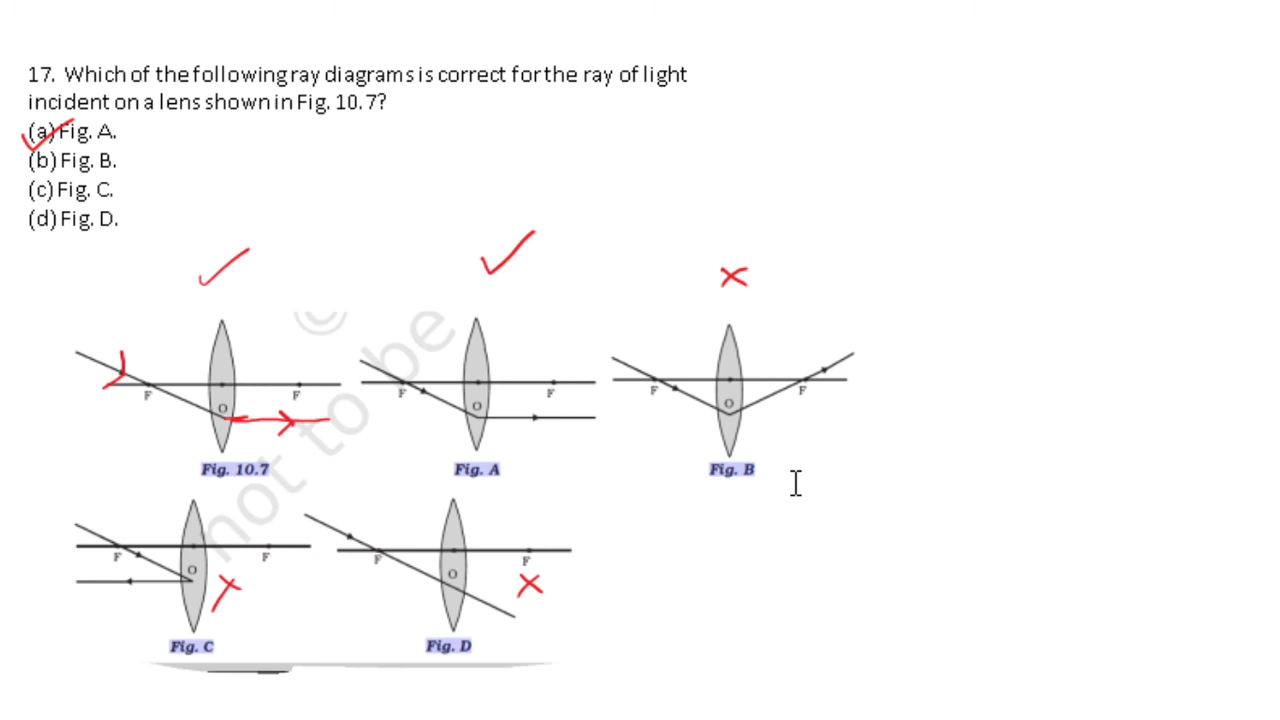 17. Which of the following ray diagrams is correct for the ray of light
incident on a lens shown in Fig. 10.7?
(a) Fig. A.
(b) Fig. B.
(c) Fig. C.
(d) Fig. D.
©
not to be
F O F
F O F
F O F
Fig. 10.7
Fig. A
Fig. B
F O F
F O F
Fig. C
Fig. D